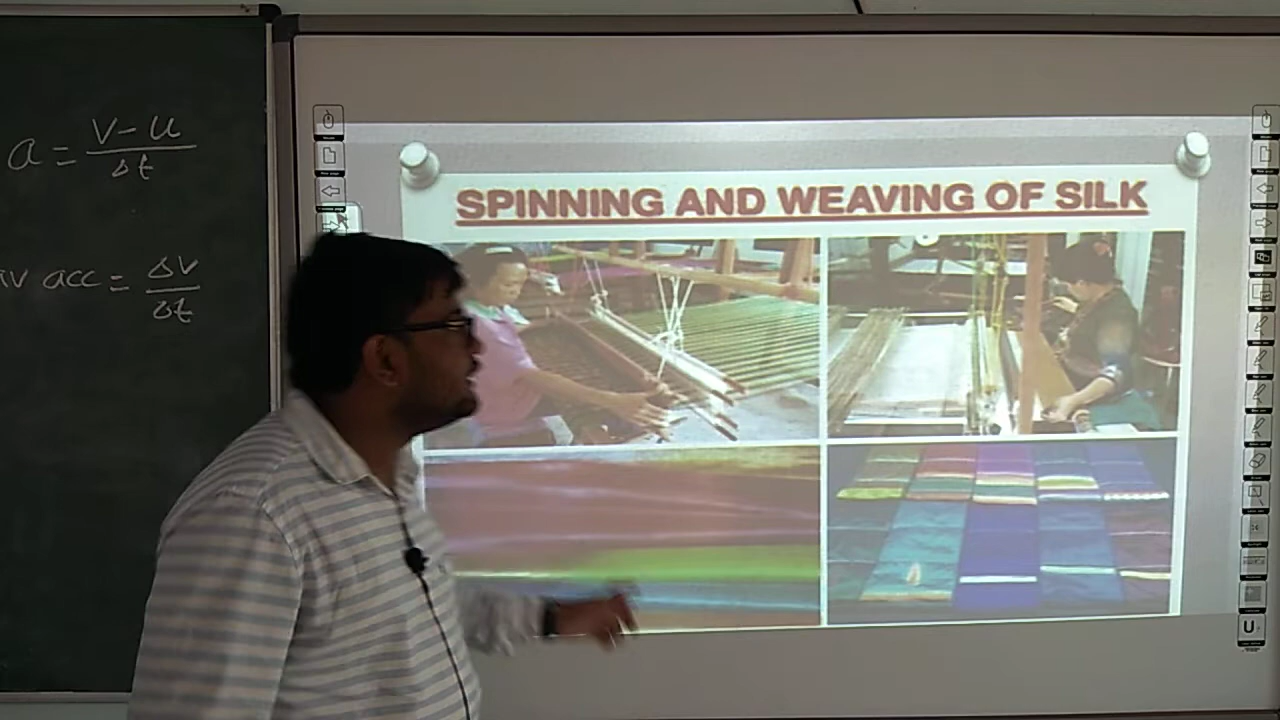 a = v - u / Δt
av acc = Δv / Δt
SPINNING AND WEAVING OF SILK
U